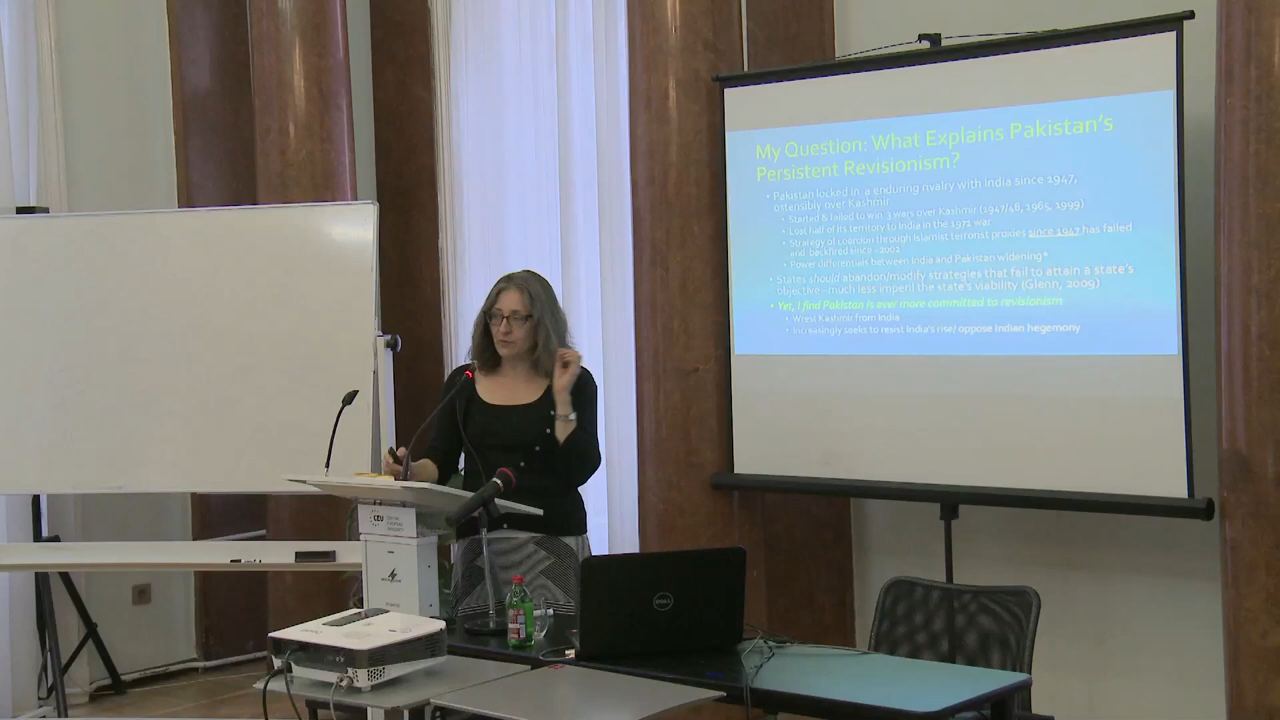 My Question: What Explains Pakistan's
Persistent Revisionism?
• Pakistan locked in a enduring rivalry with India since 1947,
ostensibly over Kashmir
• Started & failed to win 3 wars over Kashmir (1947/48, 1965, 1999)
• Loss half of its territory to India in the 1971 war
• Strategy of through Islamist terrorist proxies since 1947 has failed
and backfired since ~2002
• Power differentials between India and Pakistan widening*
• States should abandon/modify strategies that fail to attain a state's
objective—much less imperil the state's viability (Glenn, 2009)
• Yet, I find Pakistan is ever more committed to revisionism
• Wrest Kashmir from India
• Increasingly seeks to resist India's rise/ oppose Indian hegemony
CEU
CENTRAL
EUROPEAN
UNIVERSITY
DELL